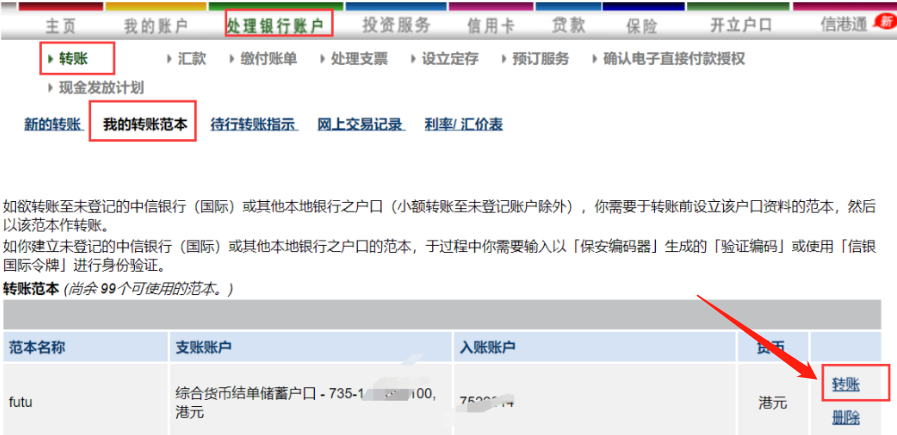 主页 我的账户 处理银行账户 投资服务 信用卡 贷款 保险 开立户口 信港通 新
转账 汇款 缴付账单 处理支票 设立定存 预订服务 确认电子直接付款授权
现金发放计划
新的转账 我的转账范本 待行转账指示 网上交易记录 利率/汇价表
如欲转账至未登记的中信银行（国际）或其他本地银行之户口（小额转账至未登记账户除外），你需要于转账前设立该户口资料的范本，然后
以该范本作转账。
如你建立未登记的中信银行（国际）或其他本地银行之户口的范本，于过程中你需要输入以「保安编码器」生成的「验证编码」或使用「信银
国际令牌」进行身份验证。
转账范本 (尚余 99个可使用的范本。)
范本名称 支账账户 入账账户 货币
futu 综合货币结单储蓄户口 - 735-1 100, 港元 转账
港元 删除